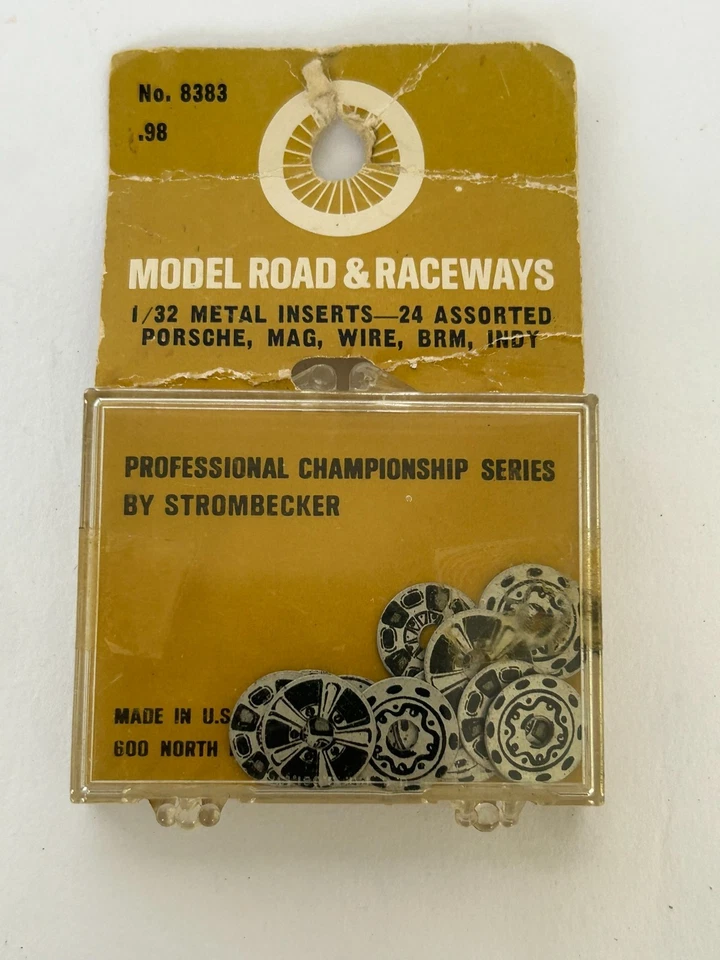 No. 8383
.98
MODEL ROAD & RACEWAYS
1/32 METAL INSERTS—24 ASSORTED
PORSCHE, MAG, WIRE, BRM, INDY
PROFESSIONAL CHAMPIONSHIP SERIES
BY STROMBECKER
MADE IN U.S
600 NORTH